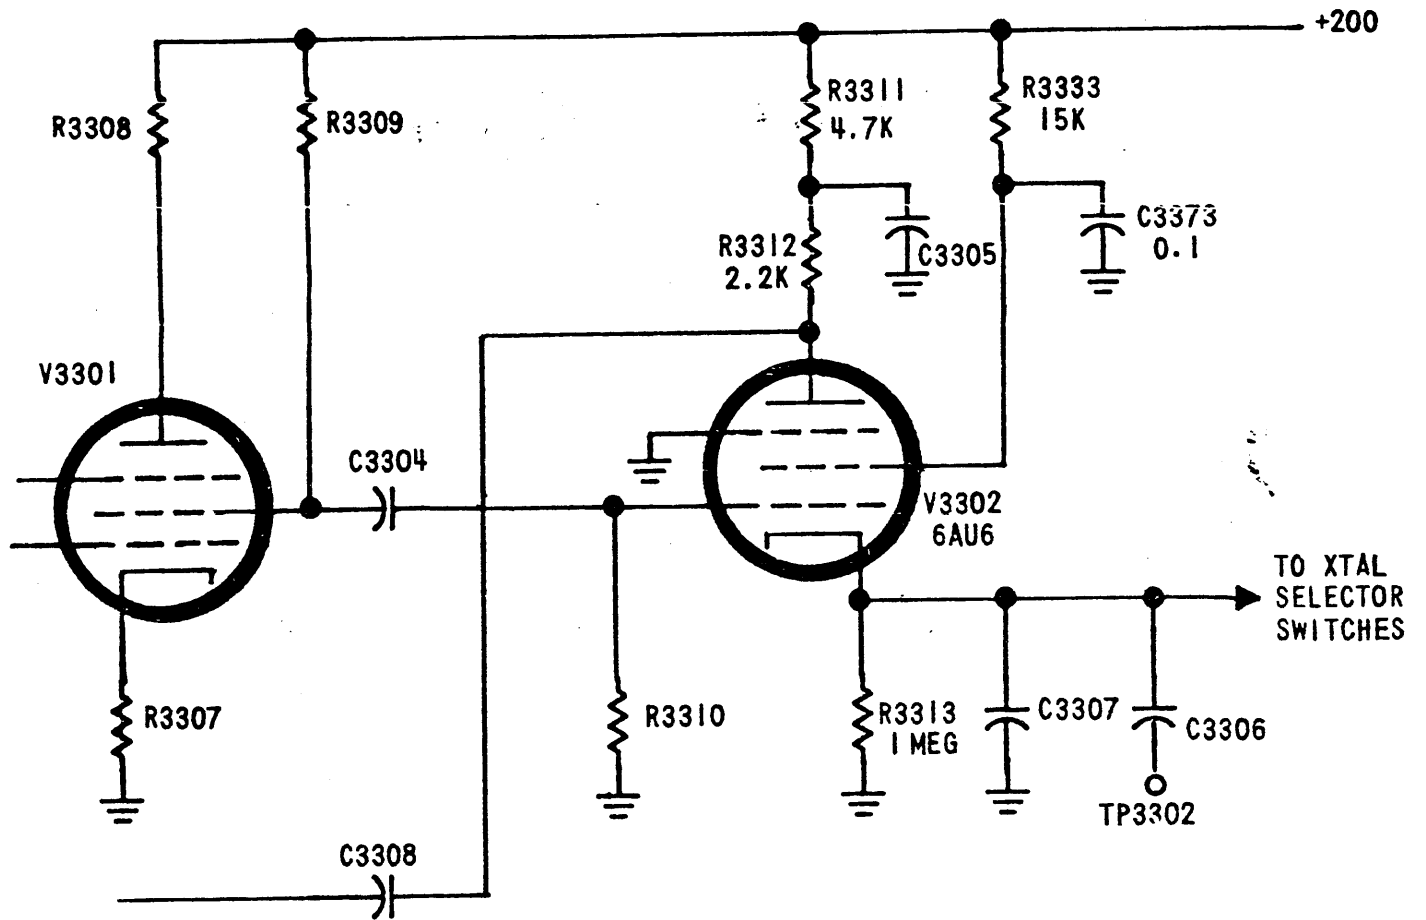 +200
R3308
R3309
R3311
4.7K
R3333
15K
R3312
2.2K
C3305
C3373
0.1
V3301
C3304
V3302
6AU6
TO XTAL
SELECTOR
SWITCHES
R3307
R3310
R3313
1 MEG
C3307
C3306
TP3302
C3308